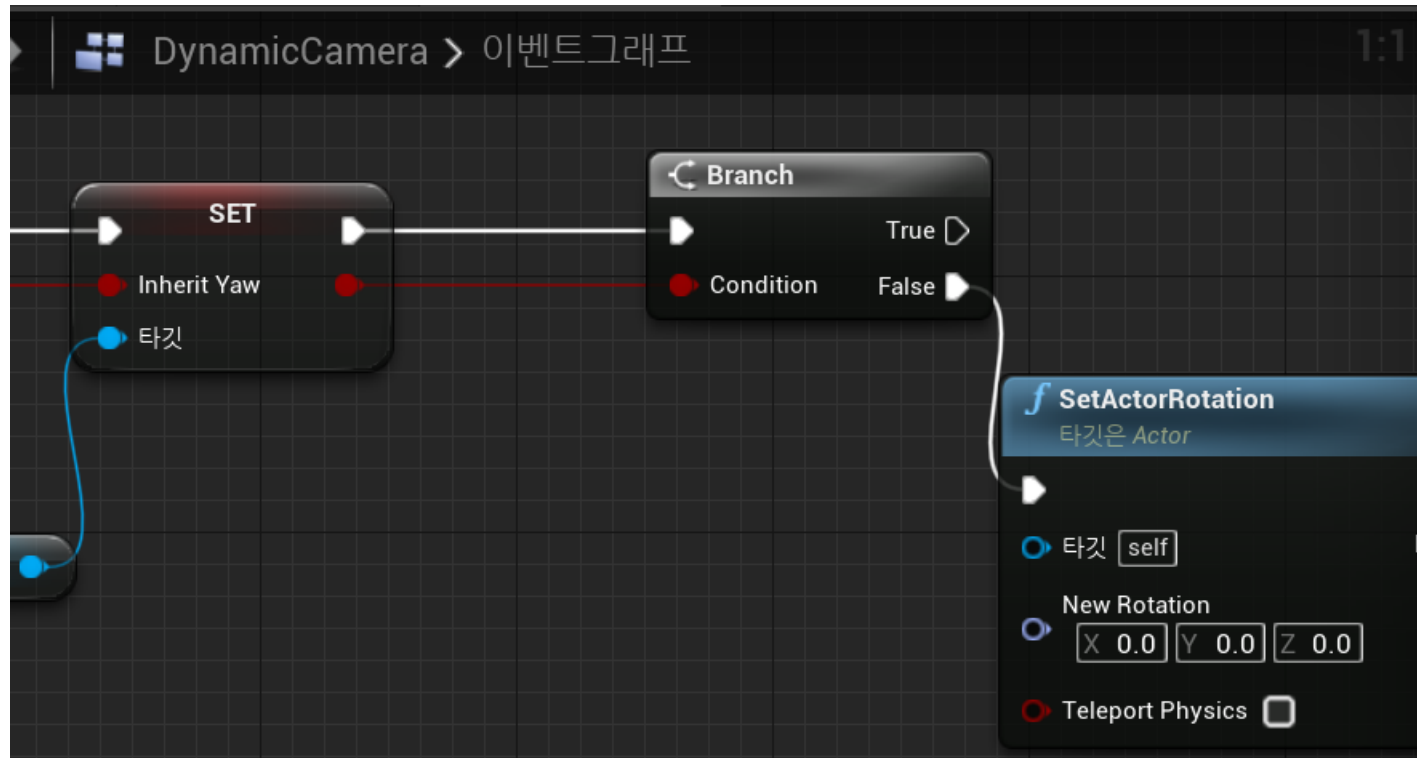 DynamicCamera > 이벤트그래프
1:1
SET
Inherit Yaw
타깃
Branch
True
Condition
False
f SetActorRotation
타깃은 Actor
타깃 self
New Rotation
X 0.0 Y 0.0 Z 0.0
Teleport Physics